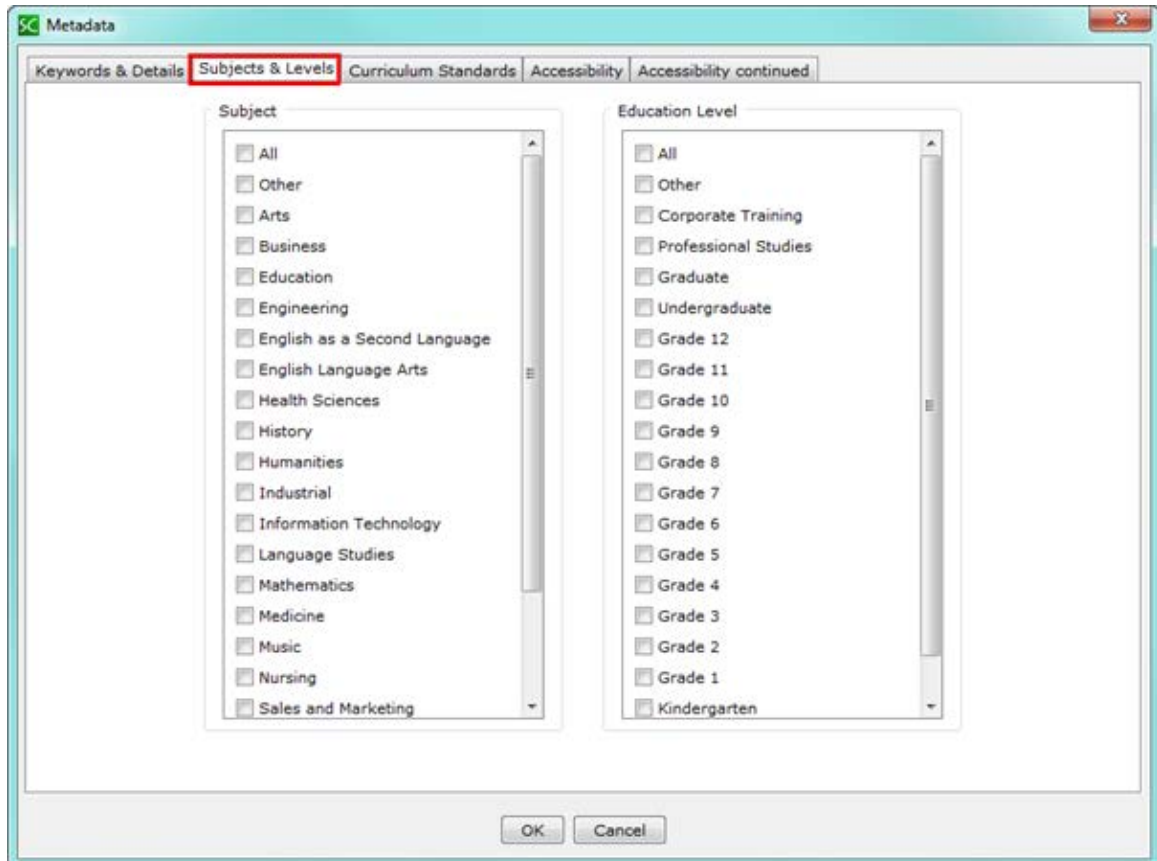 SC Metadata
Keywords & Details Subjects & Levels Curriculum Standards Accessibility Accessibility continued
Subject
All
Other
Arts
Business
Education
Engineering
English as a Second Language
English Language Arts
Health Sciences
History
Humanities
Industrial
Information Technology
Language Studies
Mathematics
Medicine
Music
Nursing
Sales and Marketing
Education Level
All
Other
Corporate Training
Professional Studies
Graduate
Undergraduate
Grade 12
Grade 11
Grade 10
Grade 9
Grade 8
Grade 7
Grade 6
Grade 5
Grade 4
Grade 3
Grade 2
Grade 1
Kindergarten
OK Cancel